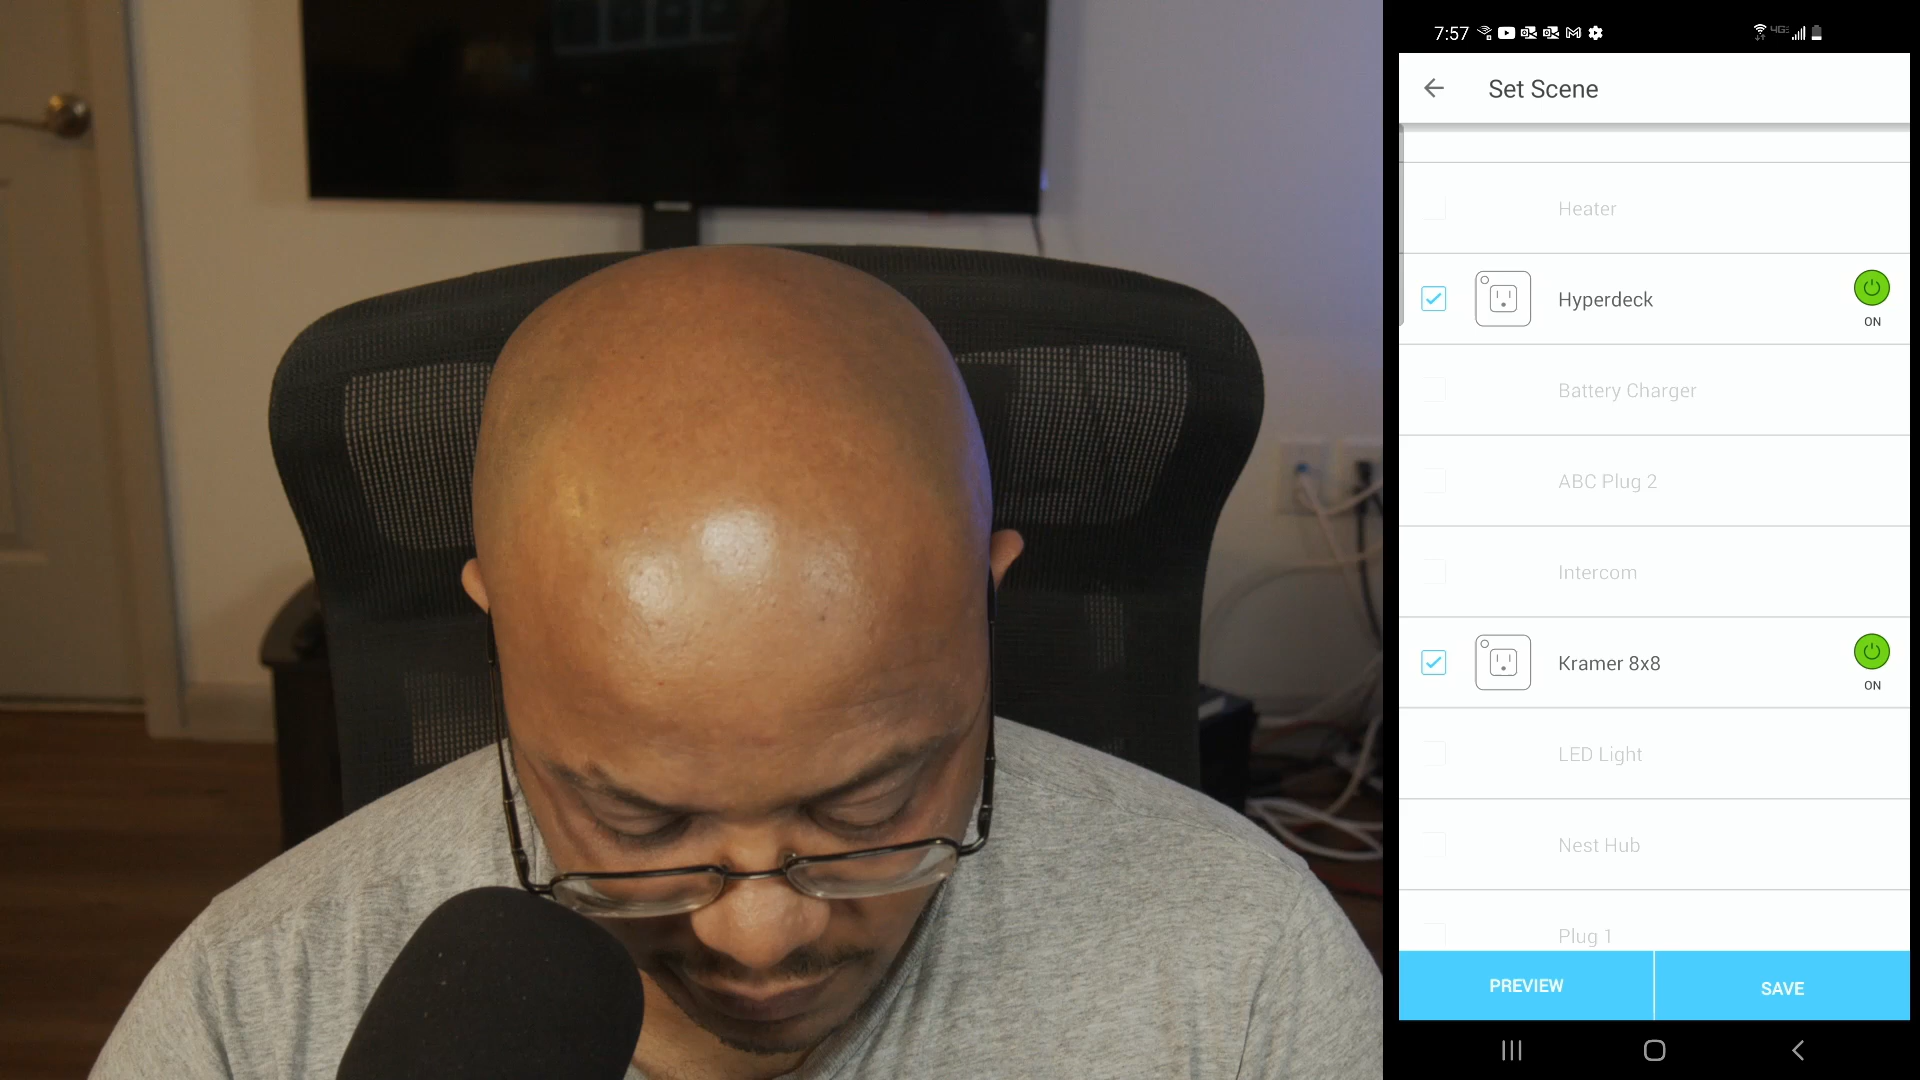 7:57
4GE
Set Scene
Heater
Hyperdeck
ON
Battery Charger
ABC Plug 2
Intercom
Kramer 8x8
ON
LED Light
Nest Hub
Plug 1
PREVIEW
SAVE